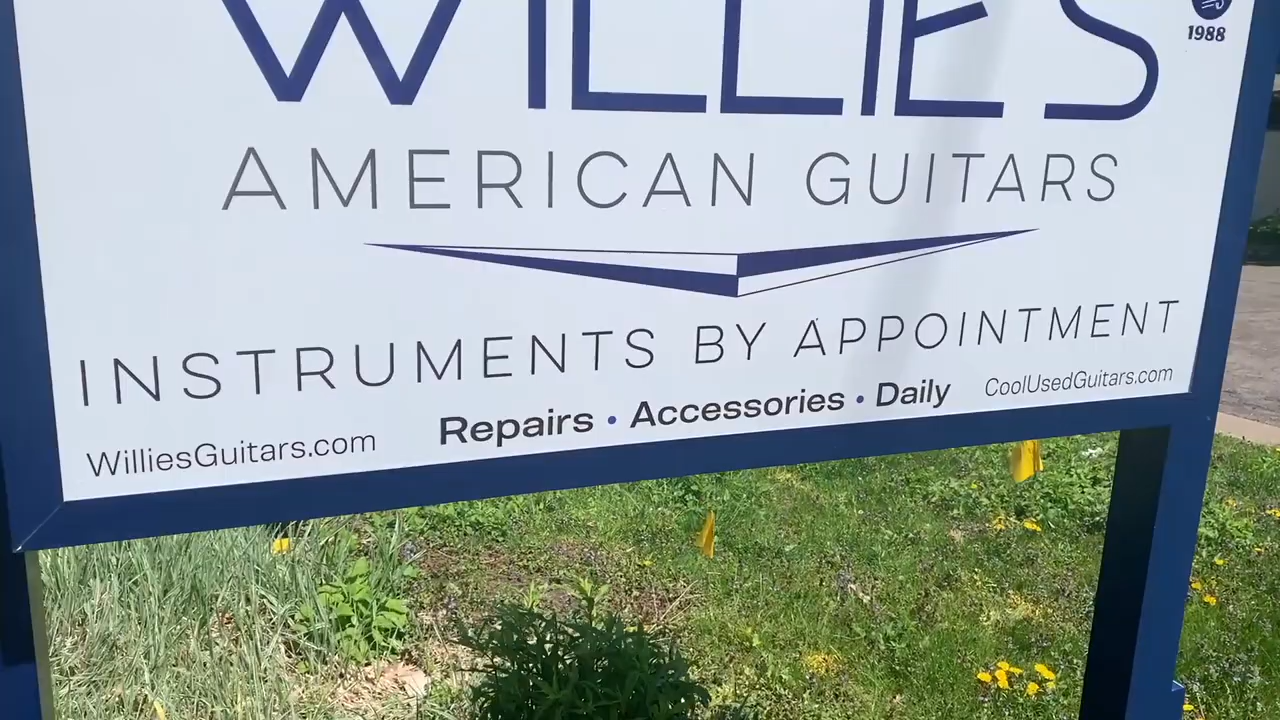 WILLIE'S
1988
AMERICAN GUITARS
INSTRUMENTS BY APPOINTMENT
WilliesGuitars.com
Repairs • Accessories • Daily
CoolUsedGuitars.com